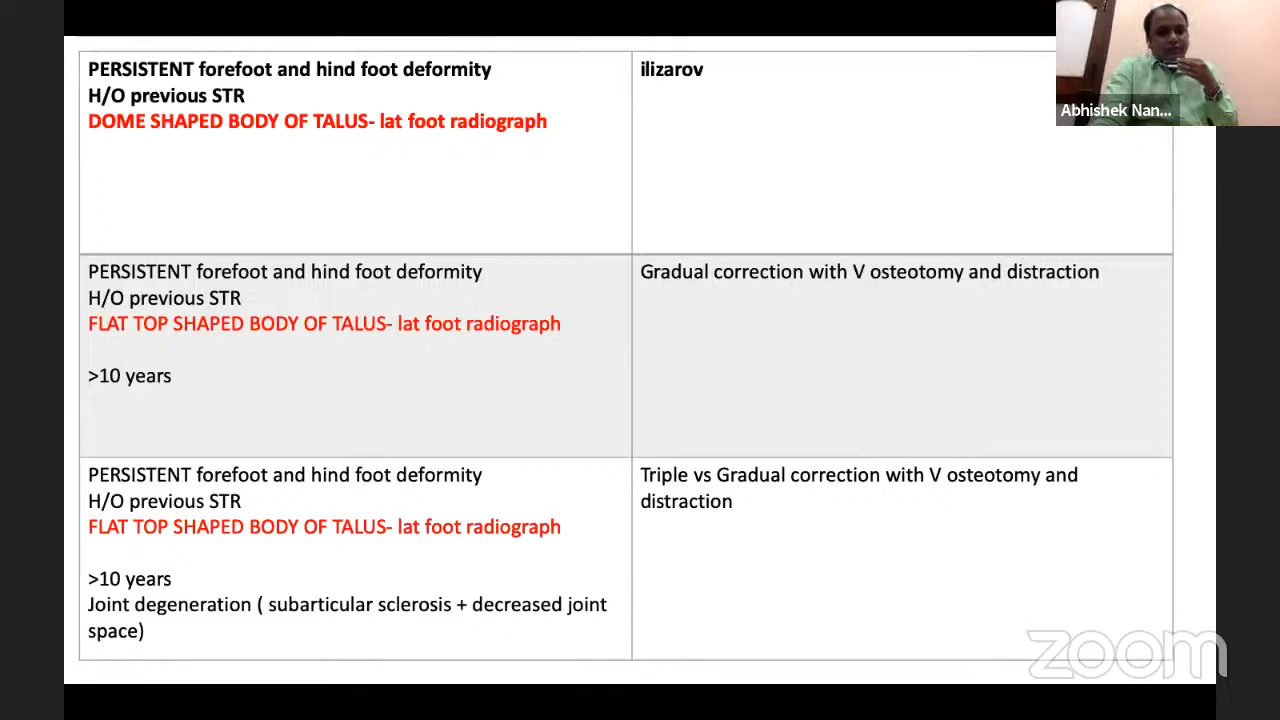 PERSISTENT forefoot and hind foot deformity
H/O previous STR
DOME SHAPED BODY OF TALUS- lat foot radiograph
ilizarov
Abhishek Nan...
PERSISTENT forefoot and hind foot deformity
H/O previous STR
FLAT TOP SHAPED BODY OF TALUS- lat foot radiograph
>10 years
Gradual correction with V osteotomy and distraction
PERSISTENT forefoot and hind foot deformity
H/O previous STR
FLAT TOP SHAPED BODY OF TALUS- lat foot radiograph
>10 years
Joint degeneration ( subarticular sclerosis + decreased joint
space)
Triple vs Gradual correction with V osteotomy and
distraction
zoom